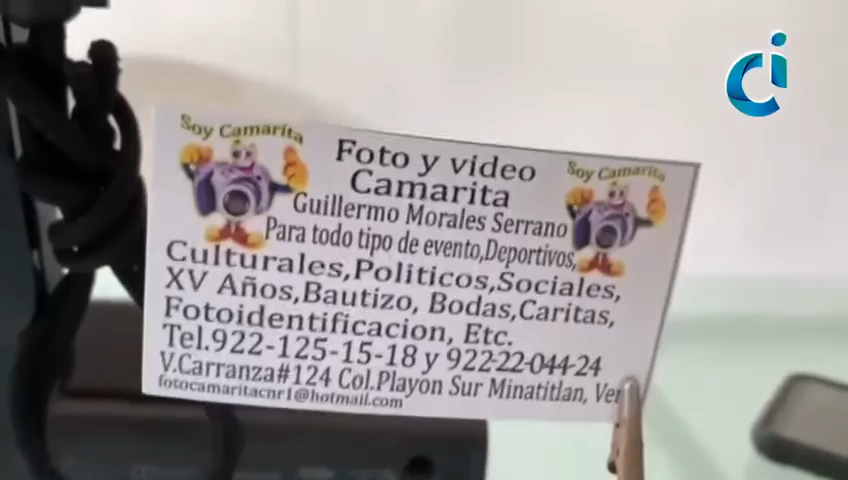 Soy Camarita
Soy Camarita
Foto y video
Camarita
Guillermo Morales Serrano
Para todo tipo de evento,Deportivos,
Culturales,Politicos,Sociales,
XV Años,Bautizo, Bodas,Caritas,
Fotoidentificacion, Etc.
Tel.922-125-15-18 y 922-22-044-24
V.Carranza#124 Col.Playon Sur Minatitlan, Ver
fotocamaritacnr1@hotmail.com